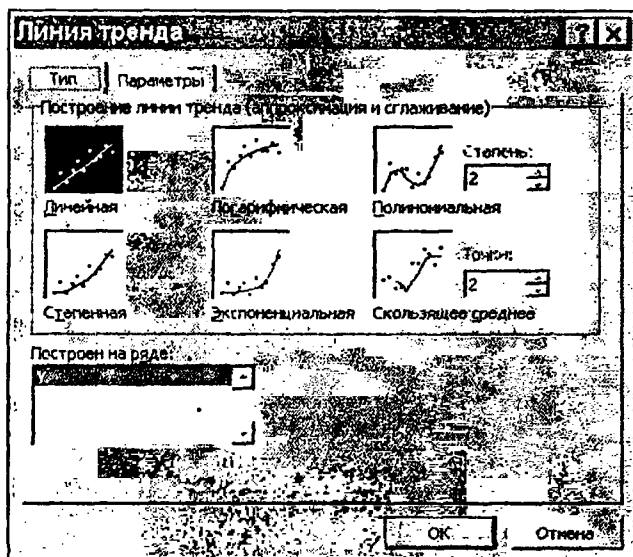 Линия тренда
Тип Параметры
Построение линии тренда (аппроксимация и сглаживание)
Линейная Логарифмическая Полиномиальная
Степень:
2
Степенная Экспоненциальная Скользящее среднее
Точки:
2
Построен на ряде:
OK Отмена